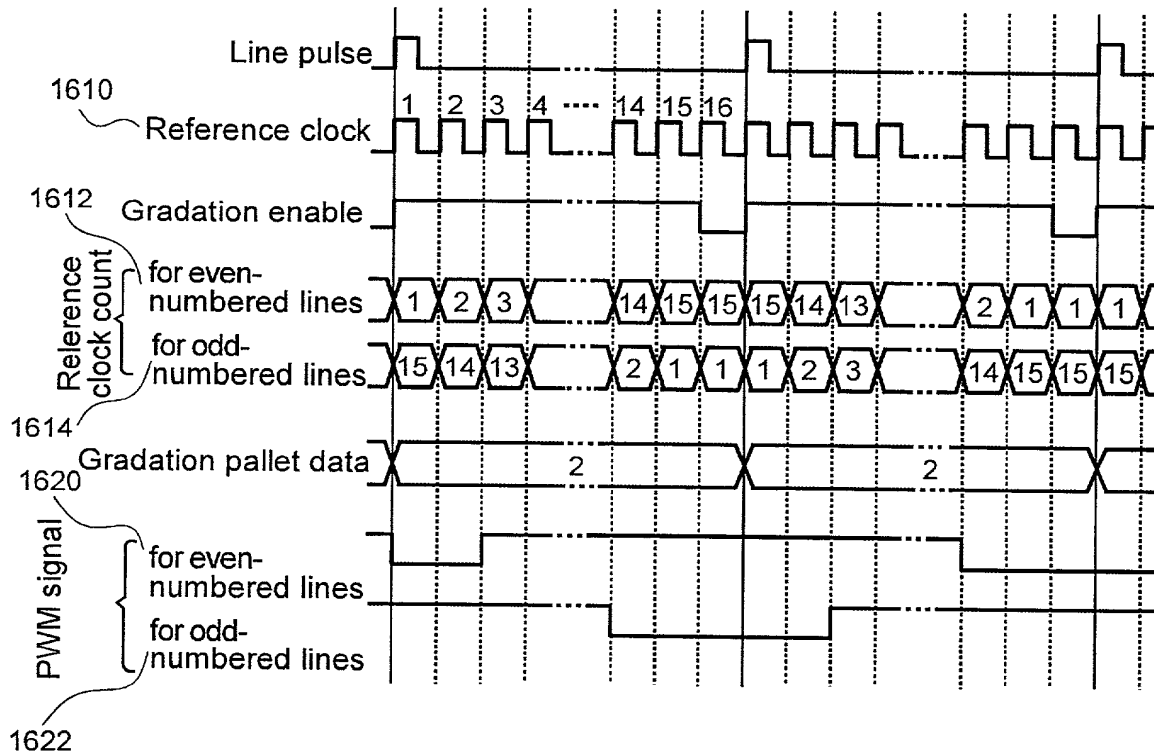 Line pulse
1610
1 2 3 4 ···· 14 15 16
Reference clock
1612
Gradation enable
Relerence clock count
for even-
numbered lines
1 2 3 14 15 15 15 14 13 2 1 1 1
for odd-
numbered lines
15 14 13 2 1 1 1 2 3 14 15 15 15
1614
Gradation pallet data
2 2
1620
PWM signal
for even-
numbered lines
for odd-
numbered lines
1622